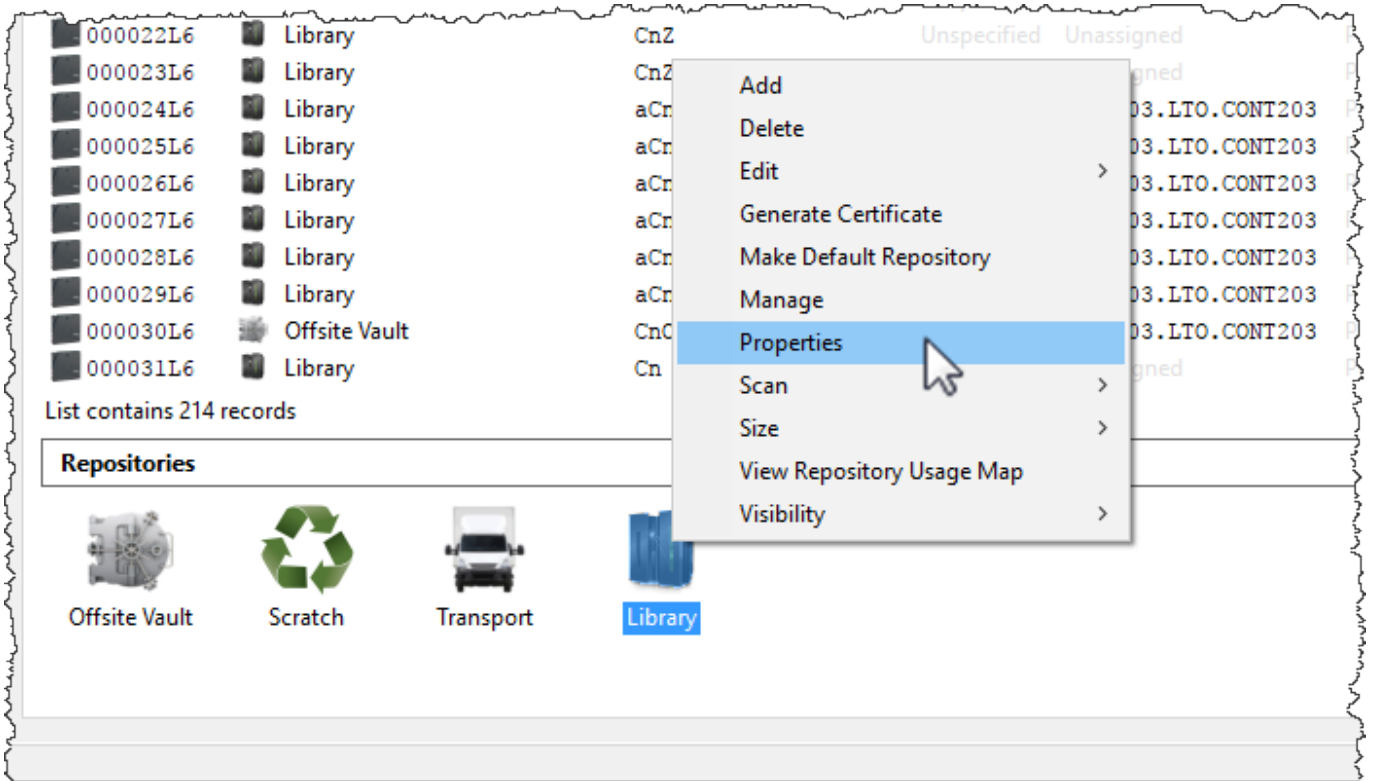 000022L6 Library CnZ Unspecified Unassigned
000023L6 Library CnZ
000024L6 Library 03.LTO.CONT203
000025L6 Library 03.LTO.CONT203
000026L6 Library 03.LTO.CONT203
000027L6 Library 03.LTO.CONT203
000028L6 Library 03.LTO.CONT203
000029L6 Library 03.LTO.CONT203
000030L6 Offsite Vault 03.LTO.CONT203
000031L6 Library Cn
List contains 214 records
Add
Delete
Edit
Generate Certificate
Make Default Repository
Manage
Properties
Scan
Size
View Repository Usage Map
Visibility
Repositories
Offsite Vault Scratch Transport Library